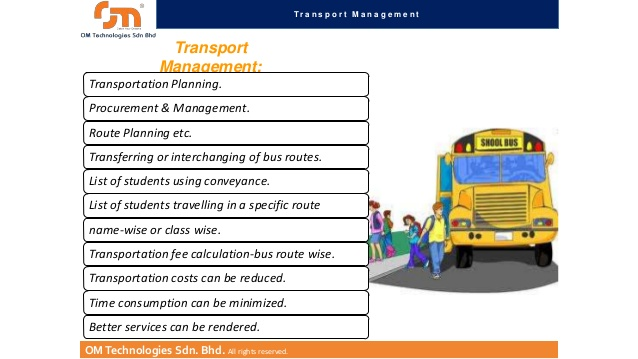 OM
OM Technologies Sdn Bhd
Transport Management
Transport
Management:
Transportation Planning.
Procurement & Management.
Route Planning etc.
Transferring or interchanging of bus routes.
List of students using conveyance.
List of students travelling in a specific route
name-wise or class wise.
Transportation fee calculation-bus route wise.
Transportation costs can be reduced.
Time consumption can be minimized.
Better services can be rendered.
SHOOL BUS
OM Technologies Sdn. Bhd. All rights reserved.